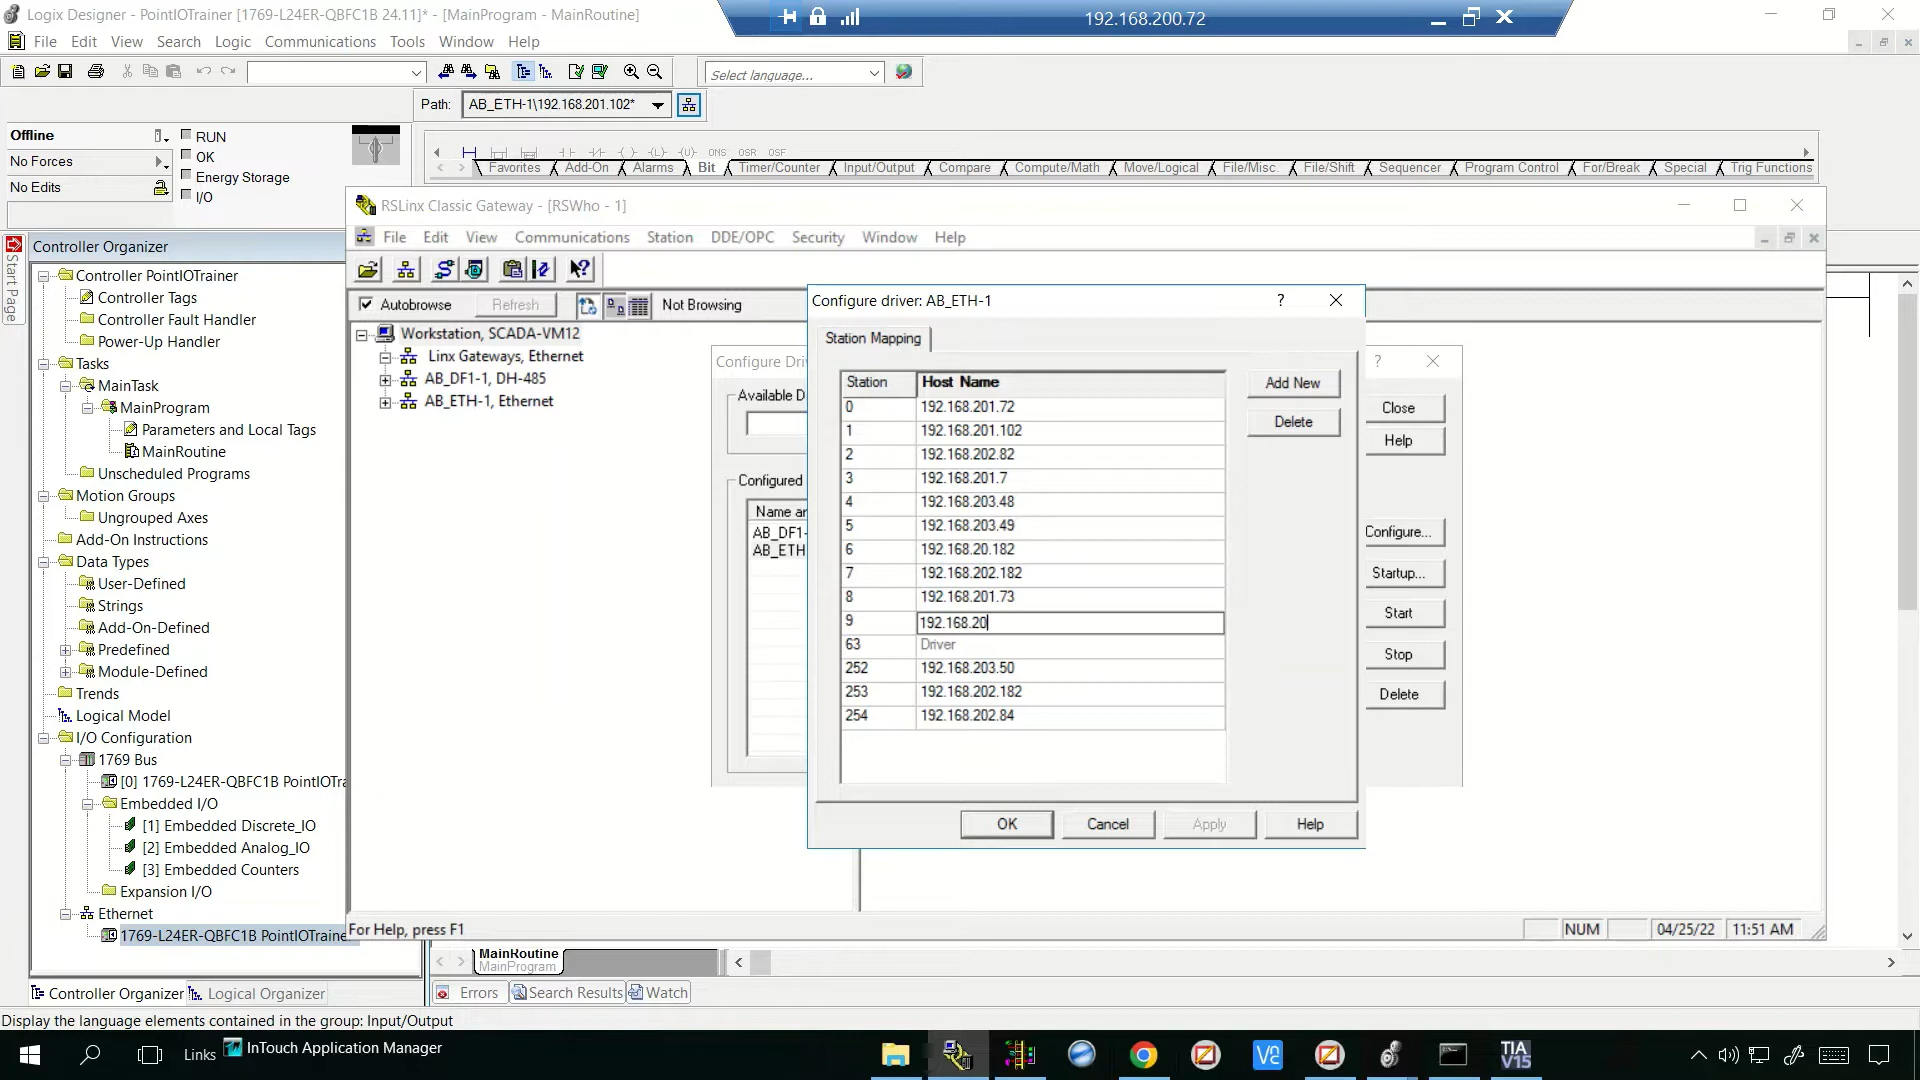 Logix Designer - PointIOTrainer [1769-L24ER-QBFC1B 24.11]* - [MainProgram - MainRoutine]
192.168.200.72
File Edit View Search Logic Communications Tools Window Help
Select language...
Path: AB_ETH-1\192.168.201.102*
Offline
No Forces
No Edits
RUN
OK
Energy Storage
I/O
ONS OSR OSF
Favorites Add-On Alarms Bit Timer/Counter Input/Output Compare Compute/Math Move/Logical File/Misc. File/Shift Sequencer Program Control For/Break Special Trig Functions
Start Page
Controller Organizer
Controller PointIOTrainer
Controller Tags
Controller Fault Handler
Power-Up Handler
Tasks
MainTask
MainProgram
Parameters and Local Tags
MainRoutine
Unscheduled Programs
Motion Groups
Ungrouped Axes
Add-On Instructions
Data Types
User-Defined
Strings
Add-On-Defined
Predefined
Module-Defined
Trends
Logical Model
I/O Configuration
1769 Bus
[0] 1769-L24ER-QBFC1B PointIOTra
Embedded I/O
[1] Embedded Discrete_IO
[2] Embedded Analog_IO
[3] Embedded Counters
Expansion I/O
Ethernet
1769-L24ER-QBFC1B PointIOTraine
RSLinx Classic Gateway - [RSWho - 1]
File Edit View Communications Station DDE/OPC Security Window Help
Autobrowse Refresh Not Browsing
Workstation, SCADA-VM12
Linx Gateways, Ethernet
AB_DF1-1, DH-485
AB_ETH-1, Ethernet
Configure Dri
Available D
Configured
Name an
AB_DF1-
AB_ETH
Close
Help
Configure...
Startup...
Start
Stop
Delete
Configure driver: AB_ETH-1
Station Mapping
Station Host Name
0 192.168.201.72
1 192.168.201.102
2 192.168.202.82
3 192.168.201.7
4 192.168.203.48
5 192.168.203.49
6 192.168.20.182
7 192.168.202.182
8 192.168.201.73
9 192.168.20
63 Driver
252 192.168.203.50
253 192.168.202.182
254 192.168.202.84
Add New
Delete
OK Cancel Apply Help
For Help, press F1
NUM 04/25/22 11:51 AM
MainRoutine
MainProgram
Controller Organizer Logical Organizer
Errors Search Results Watch
Display the language elements contained in the group: Input/Output
Links InTouch Application Manager
TIA
V15